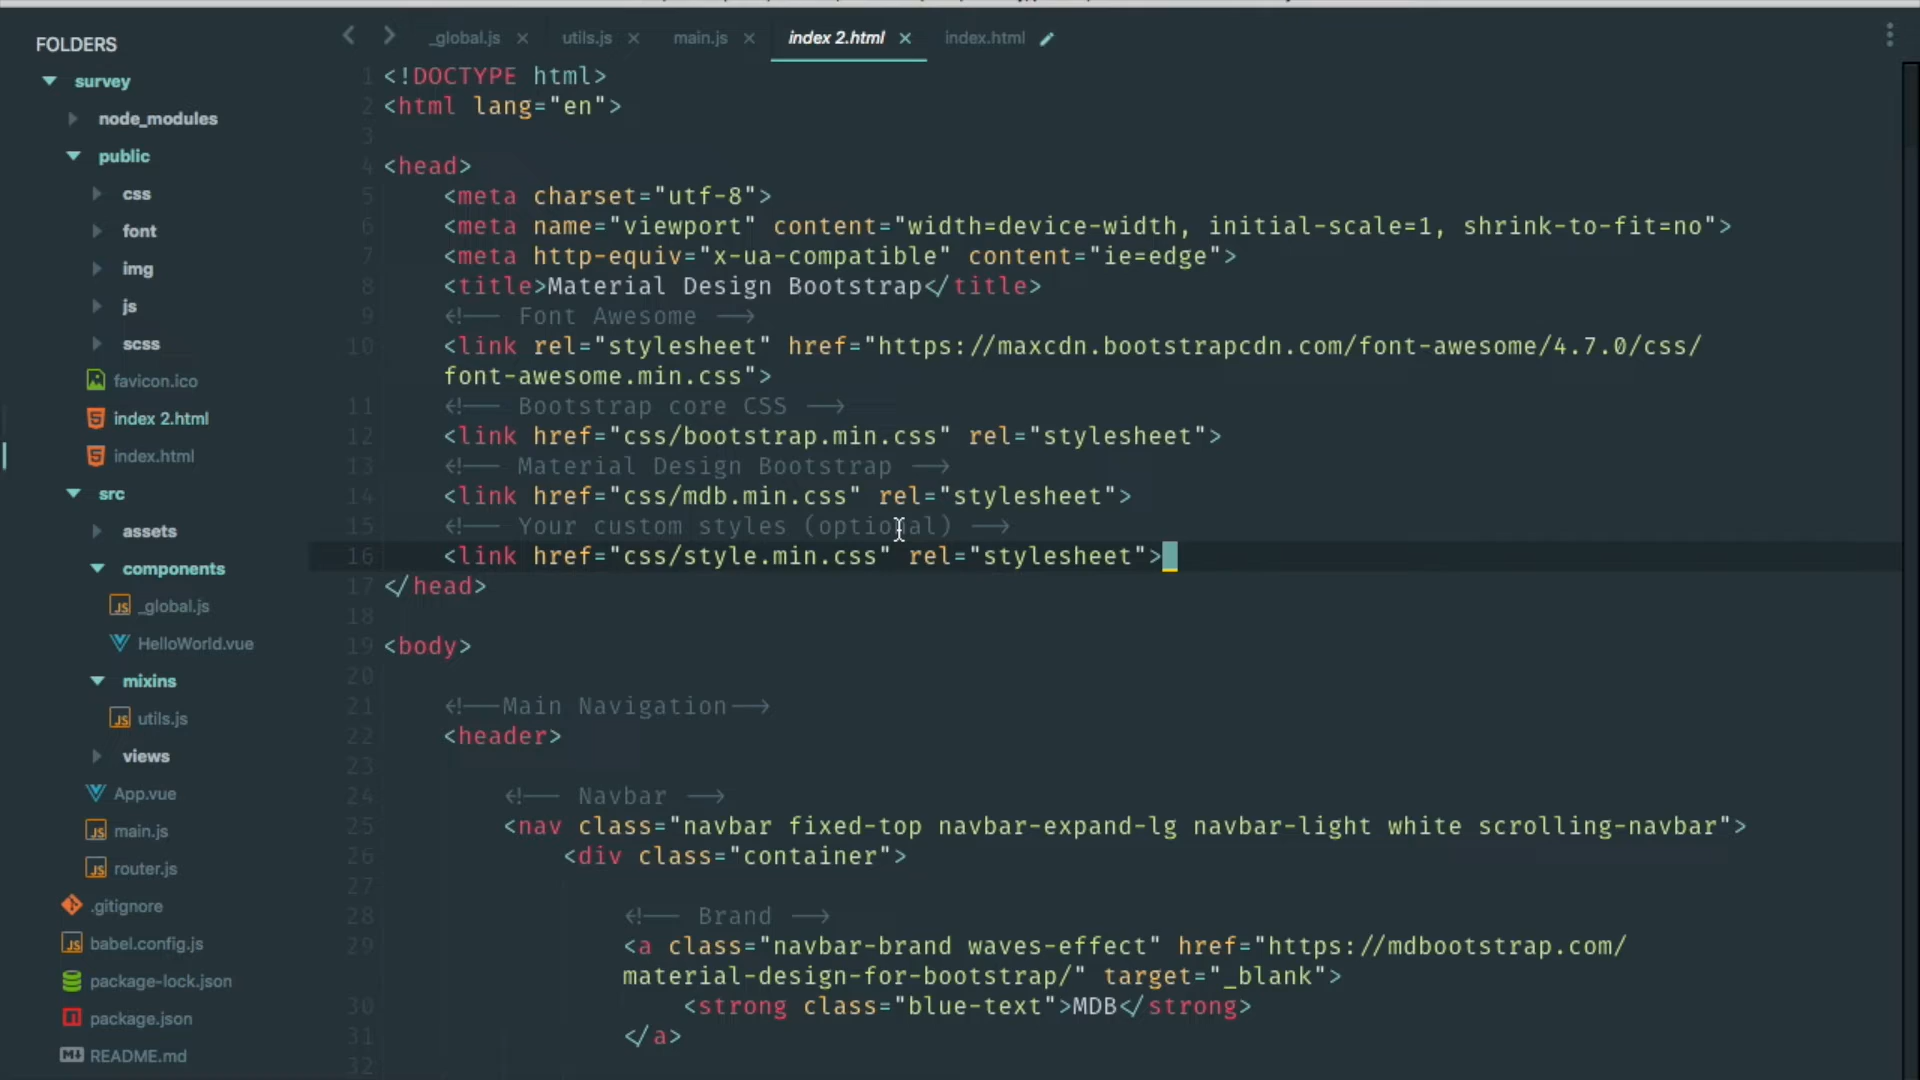 FOLDERS
survey
node_modules
public
css
font
img
js
scss
favicon.ico
index 2.html
index.html
src
assets
components
_global.js
HelloWorld.vue
mixins
utils.js
views
App.vue
main.js
router.js
.gitignore
babel.config.js
package-lock.json
package.json
README.md
_global.js utils.js main.js index 2.html index.html
1 <!DOCTYPE html>
2 <html lang="en">
3
4 <head>
5 <meta charset="utf-8">
6 <meta name="viewport" content="width=device-width, initial-scale=1, shrink-to-fit=no">
7 <meta http-equiv="x-ua-compatible" content="ie=edge">
8 <title>Material Design Bootstrap</title>
9 <!-- Font Awesome -->
10 <link rel="stylesheet" href="https://maxcdn.bootstrapcdn.com/font-awesome/4.7.0/css/
font-awesome.min.css">
11 <!-- Bootstrap core CSS -->
12 <link href="css/bootstrap.min.css" rel="stylesheet">
13 <!-- Material Design Bootstrap -->
14 <link href="css/mdb.min.css" rel="stylesheet">
15 <!-- Your custom styles (optional) -->
16 <link href="css/style.min.css" rel="stylesheet">
17 </head>
18
19 <body>
20
21 <!--Main Navigation-->
22 <header>
23
24 <!-- Navbar -->
25 <nav class="navbar fixed-top navbar-expand-lg navbar-light white scrolling-navbar">
26 <div class="container">
27
28 <!-- Brand -->
29 <a class="navbar-brand waves-effect" href="https://mdbootstrap.com/
material-design-for-bootstrap/" target="_blank">
30 <strong class="blue-text">MDB</strong>
31 </a>
32